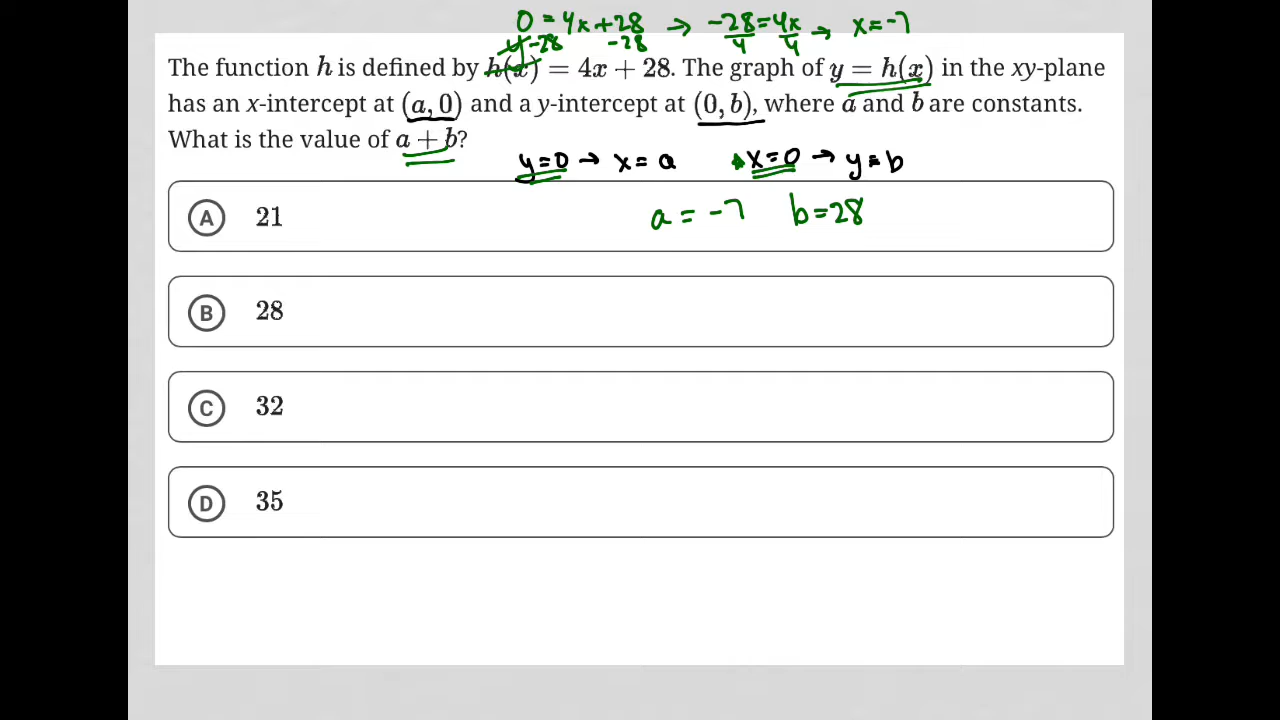 0 = 4x + 28 → -28/4 = 4x/4 → x = -7
y -28 -28
The function h is defined by h(x) = 4x + 28. The graph of y = h(x) in the xy-plane
has an x-intercept at (a, 0) and a y-intercept at (0, b), where a and b are constants.
What is the value of a + b?
y=0 → x = a x=0 → y = b
A 21
a = -7 b=28
B 28
C 32
D 35